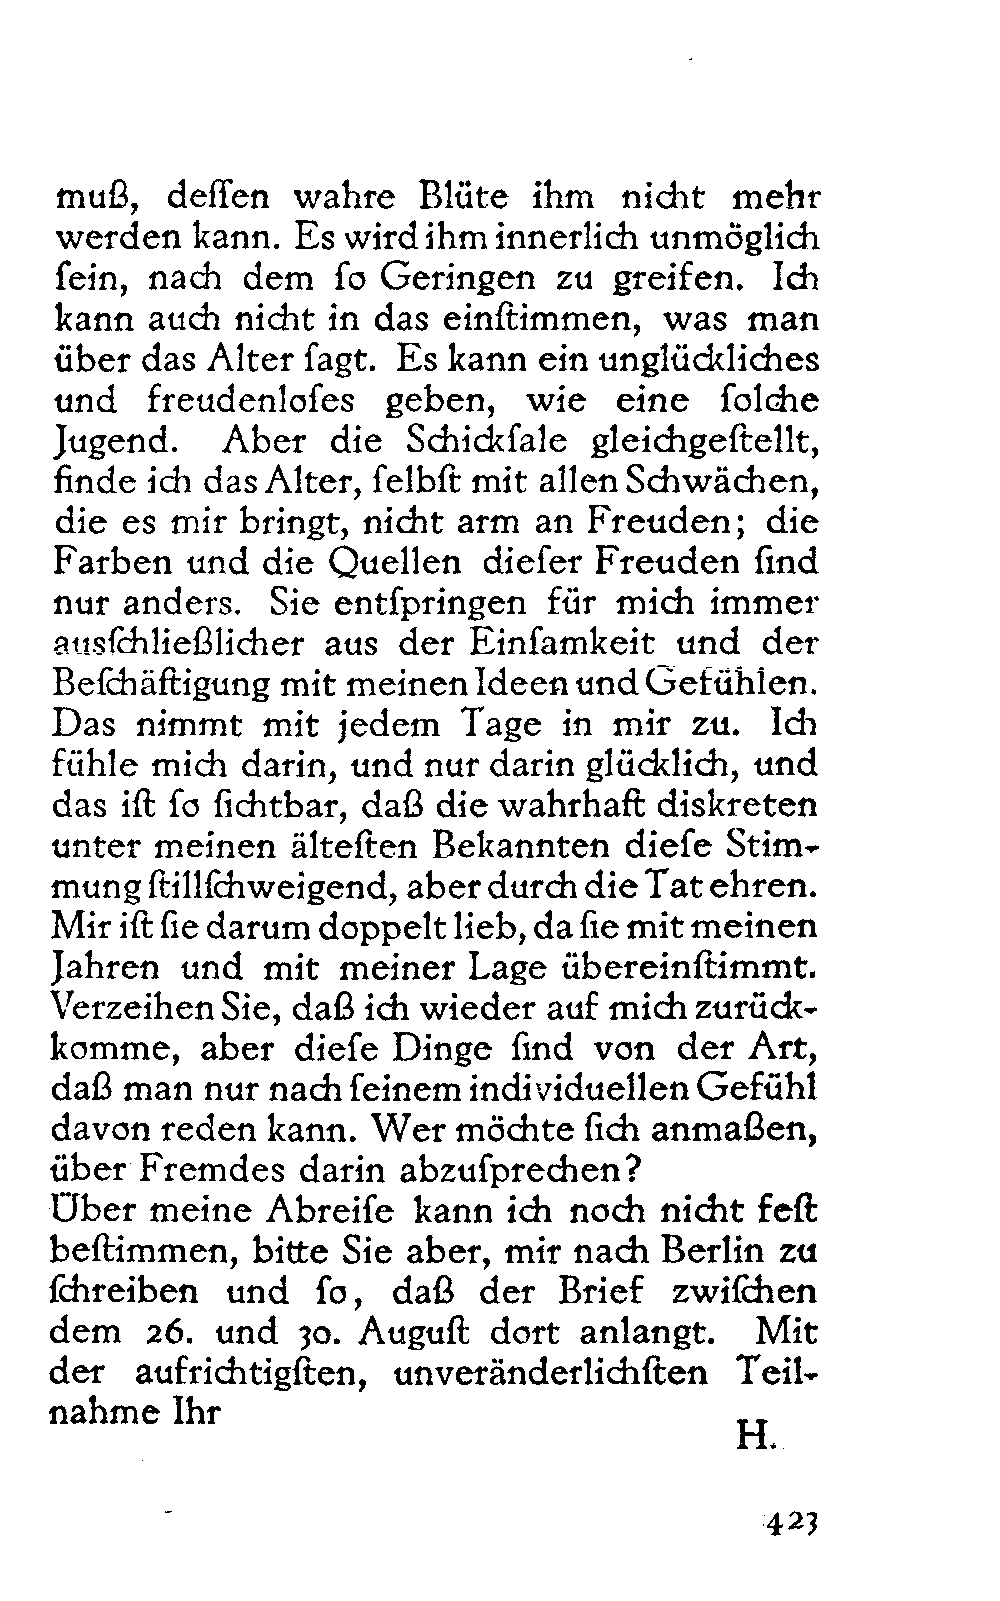 muß, deſſen wahre Blüte ihm nicht mehr
werden kann. Es wird ihm innerlich unmöglich
ſein, nach dem ſo Geringen zu greifen. Ich
kann auch nicht in das einſtimmen, was man
über das Alter ſagt. Es kann ein unglückliches
und freudenloſes geben, wie eine ſolche
Jugend. Aber die Schickſale gleichgeſtellt,
finde ich das Alter, ſelbſt mit allen Schwächen,
die es mir bringt, nicht arm an Freuden; die
Farben und die Quellen dieſer Freuden ſind
nur anders. Sie entſpringen für mich immer
ausſchließlicher aus der Einſamkeit und der
Beſchäftigung mit meinen Ideen und Gefühlen.
Das nimmt mit jedem Tage in mir zu. Ich
fühle mich darin, und nur darin glücklich, und
das iſt ſo ſichtbar, daß die wahrhaft diskreten
unter meinen älteſten Bekannten dieſe Stim-
mung ſtillſchweigend, aber durch die Tat ehren.
Mir iſt ſie darum doppelt lieb, da ſie mit meinen
Jahren und mit meiner Lage übereinſtimmt.
Verzeihen Sie, daß ich wieder auf mich zurück-
komme, aber dieſe Dinge ſind von der Art,
daß man nur nach ſeinem individuellen Gefühl
davon reden kann. Wer möchte ſich anmaßen,
über Fremdes darin abzuſprechen?
Über meine Abreiſe kann ich noch nicht feſt
beſtimmen, bitte Sie aber, mir nach Berlin zu
ſchreiben und ſo, daß der Brief zwiſchen
dem 26. und 30. Auguſt dort anlangt. Mit
der aufrichtigſten, unveränderlichſten Teil-
nahme Ihr
H.
423